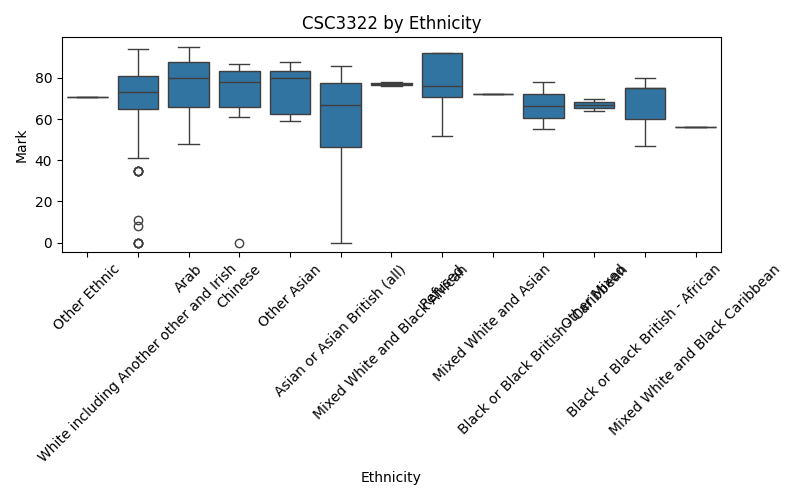 CSC3322 by Ethnicity
Mark
80
60
40
20
0
Other Ethnic
White including Another other and Irish
Arab
Chinese
Other Asian
Asian or Asian British (all)
Mixed White and Black African
Refused
Mixed White and Asian
Black or Black British - Caribbean
Other Mixed
Black or Black British - African
Mixed White and Black Caribbean
Ethnicity